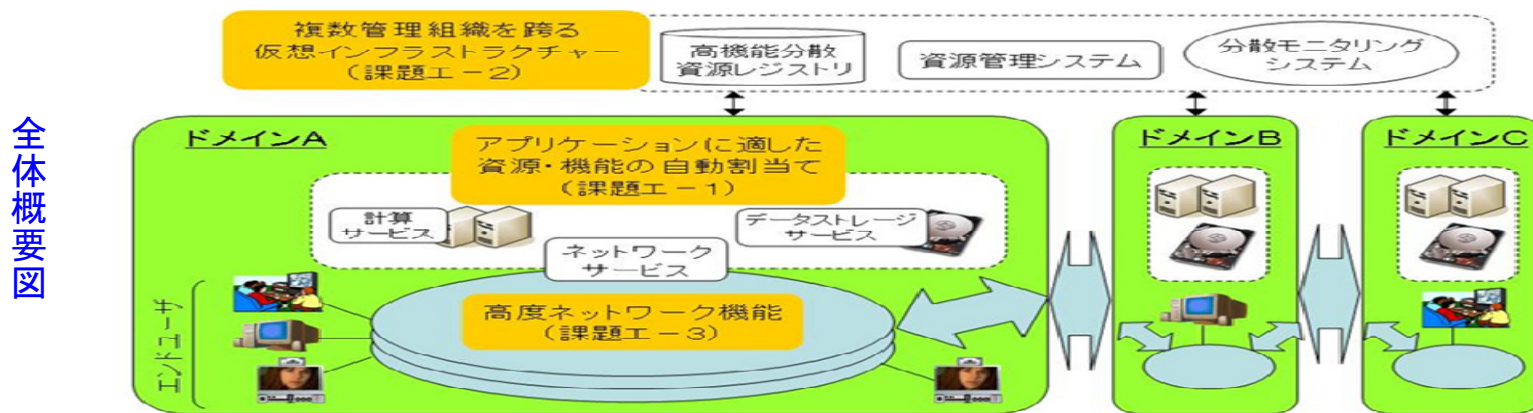 全体概要図
複数管理組織を跨る
仮想インフラストラクチャー
(課題エ－2)
高機能分散
資源レジストリ
資源管理システム
分散モニタリング
システム
ドメインA
アプリケーションに適した
資源・機能の自動割当て
(課題エ－1)
計算
サービス
データストレージ
サービス
ネットワーク
サービス
高度ネットワーク機能
(課題エ－3)
エンドユーザ
ドメインB
ドメインC